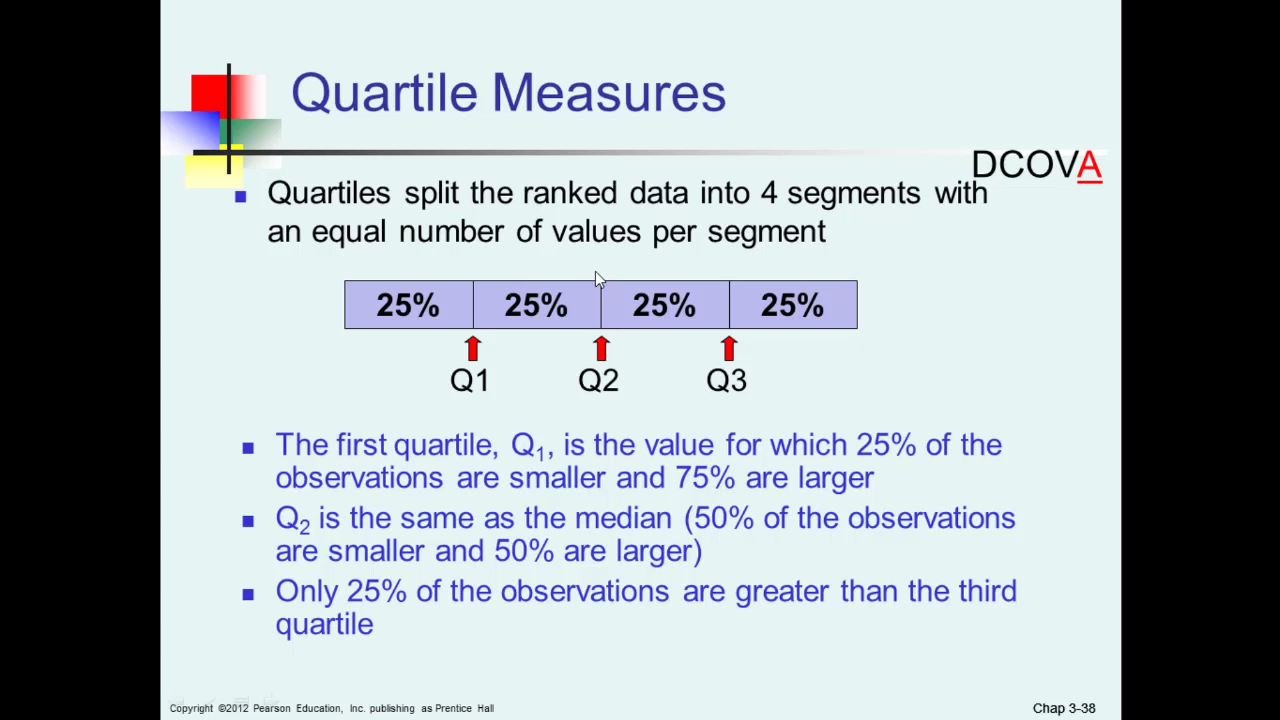 Quartile Measures
DCOVA
Quartiles split the ranked data into 4 segments with
an equal number of values per segment
25% 25% 25% 25%
Q1 Q2 Q3
The first quartile, Q1, is the value for which 25% of the
observations are smaller and 75% are larger
Q2 is the same as the median (50% of the observations
are smaller and 50% are larger)
Only 25% of the observations are greater than the third
quartile
Copyright ©2012 Pearson Education, Inc. publishing as Prentice Hall
Chap 3-38